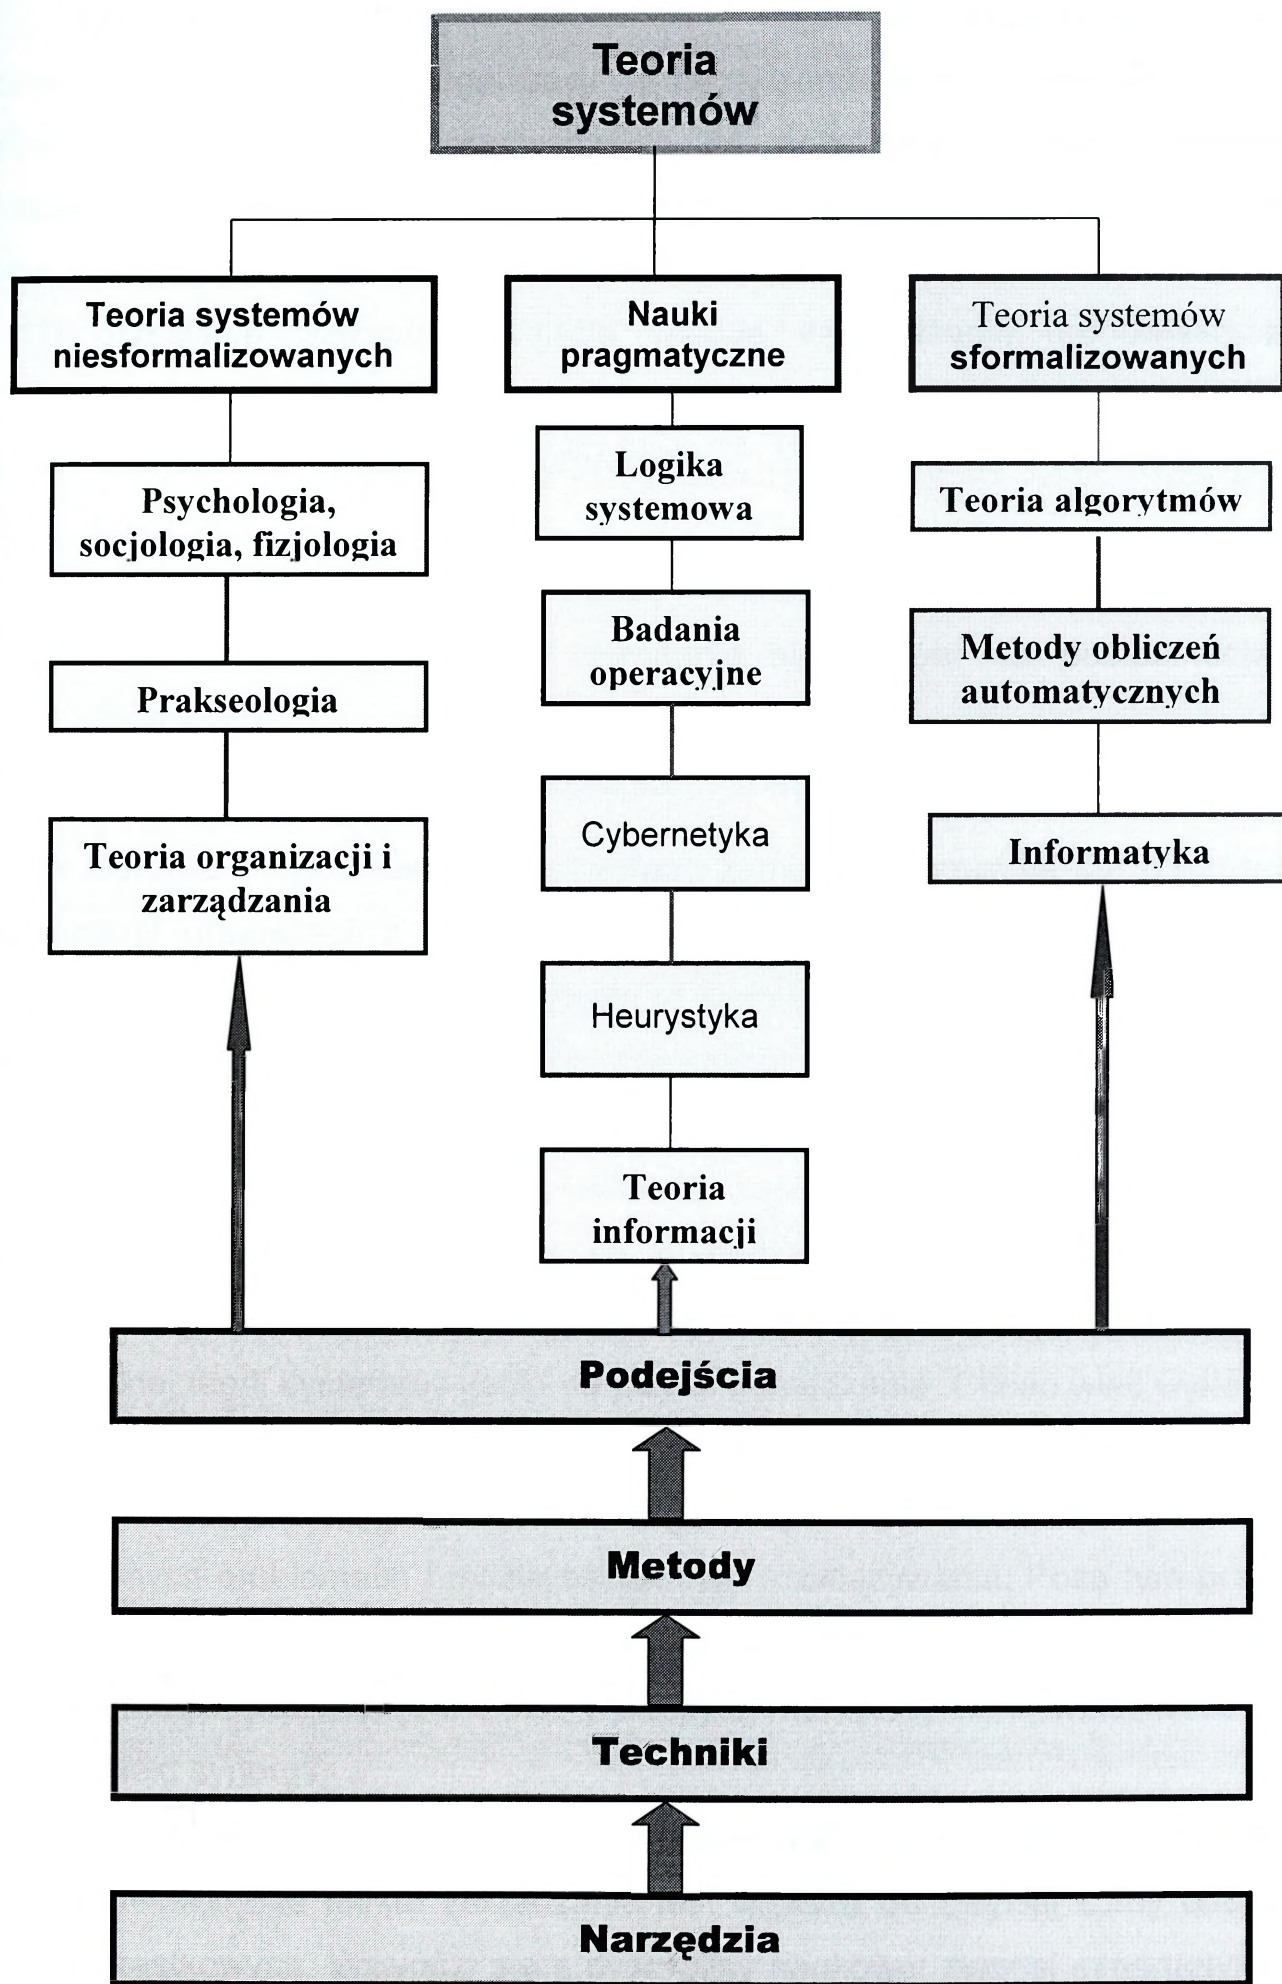 Teoria
systemów
Teoria systemów
niesformalizowanych
Nauki
pragmatyczne
Teoria systemów
sformalizowanych
Psychologia,
socjologia, fizjologia
Prakseologia
Teoria organizacji i
zarządzania
Logika
systemowa
Badania
operacyjne
Cybernetyka
Heurystyka
Teoria
informacji
Teoria algorytmów
Metody obliczeń
automatycznych
Informatyka
Podejścia
Metody
Techniki
Narzędzia